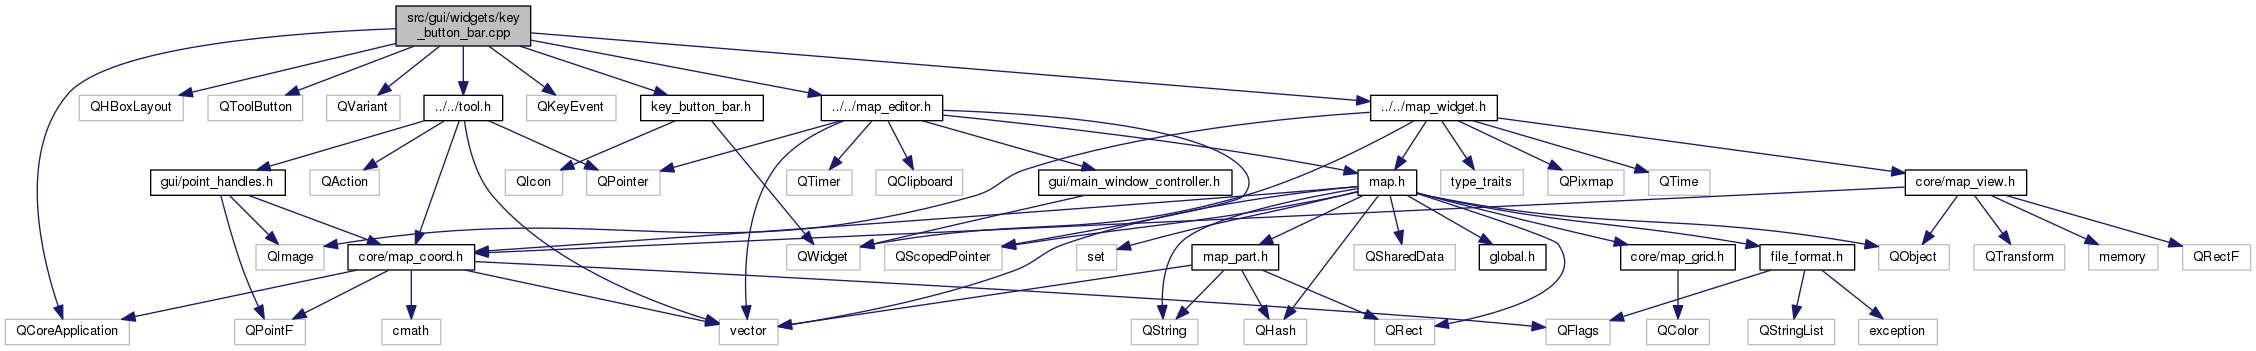 src/gui/widgets/key
_button_bar.cpp
QHBoxLayout
QToolButton
QVariant
../../tool.h
QKeyEvent
key_button_bar.h
../../map_editor.h
../../map_widget.h
gui/point_handles.h
QAction
QIcon
QPointer
QTimer
QClipboard
gui/main_window_controller.h
map.h
type_traits
QPixmap
QTime
core/map_view.h
QImage
core/map_coord.h
QWidget
QScopedPointer
set
map_part.h
QSharedData
global.h
core/map_grid.h
file_format.h
QObject
QTransform
memory
QRectF
QCoreApplication
QPointF
cmath
vector
QString
QHash
QRect
QFlags
QColor
QStringList
exception